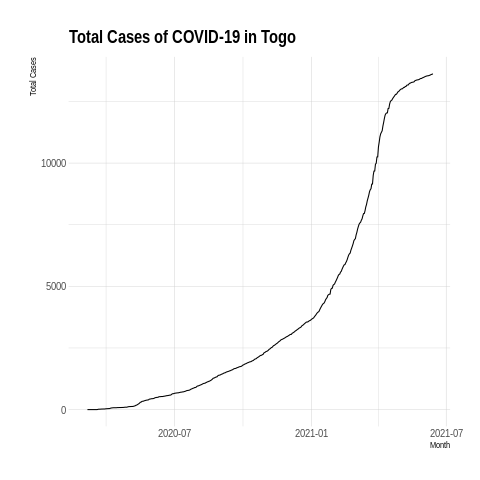 Total Cases of COVID-19 in Togo
Total Cases
10000
5000
0
2020-07
2021-01
2021-07
Month